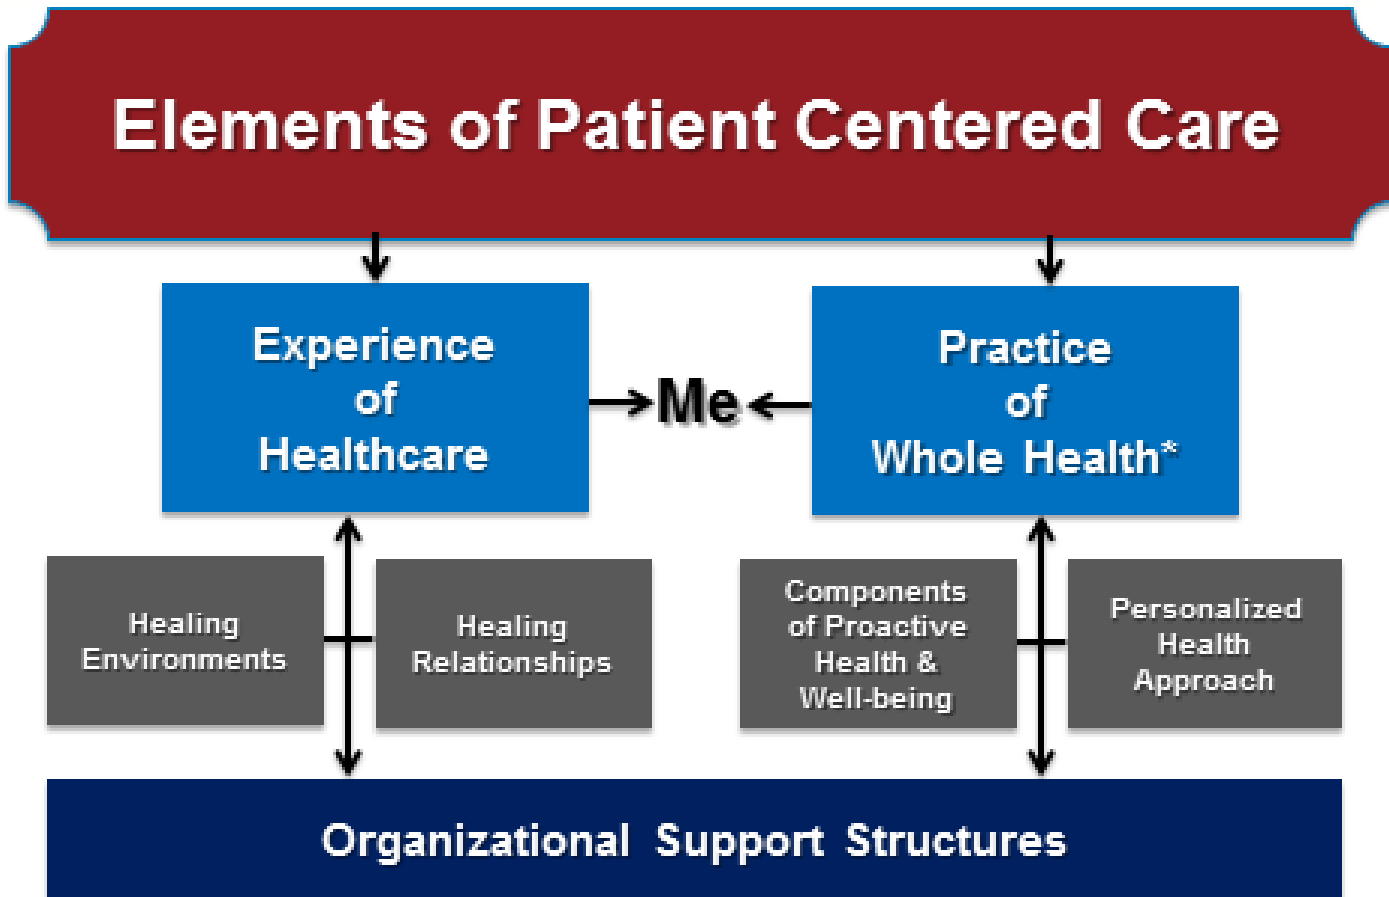 Elements of Patient Centered Care
Experience
of
Healthcare
Me
Practice
of
Whole Health*
Healing
Environments
Healing
Relationships
Components
of Proactive
Health &
Well-being
Personalized
Health
Approach
Organizational Support Structures